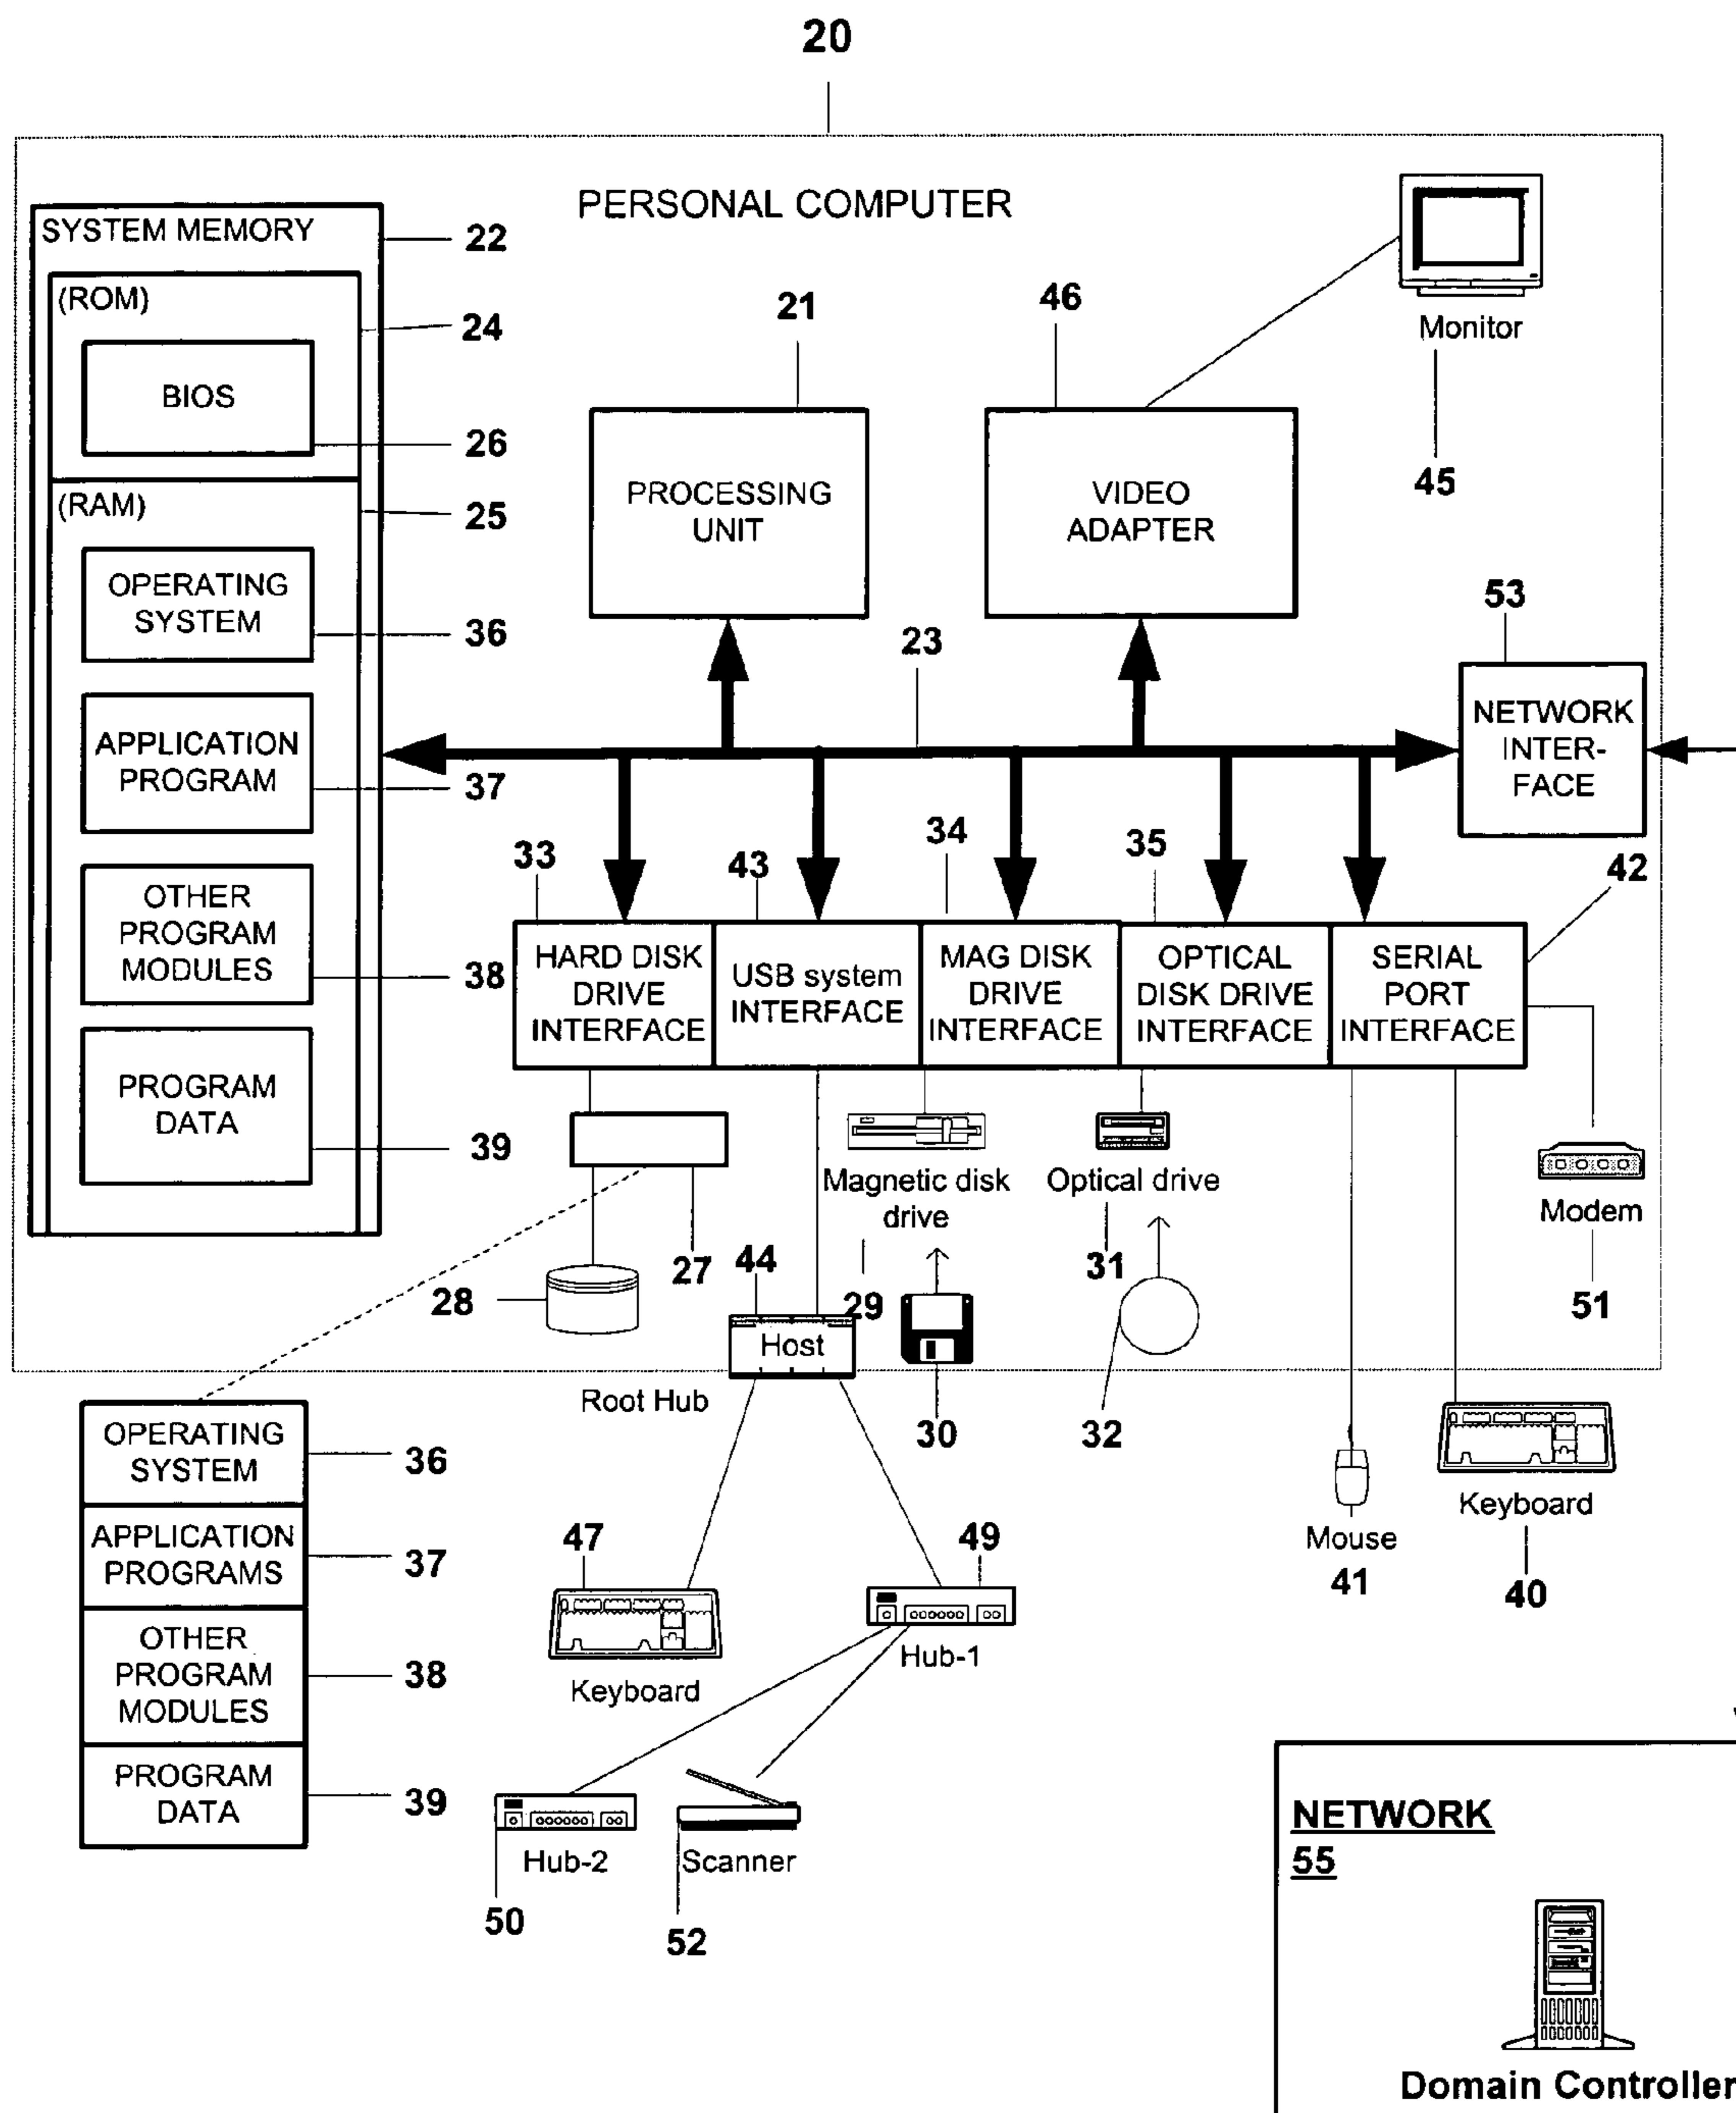 20
PERSONAL COMPUTER
SYSTEM MEMORY
22
(ROM)
24
BIOS
26
(RAM)
25
OPERATING
SYSTEM
36
APPLICATION
PROGRAM
37
OTHER
PROGRAM
MODULES
38
PROGRAM
DATA
39
21
PROCESSING
UNIT
46
VIDEO
ADAPTER
Monitor
45
23
53
NETWORK
INTER-
FACE
33
HARD DISK
DRIVE
INTERFACE
43
USB system
INTERFACE
34
MAG DISK
DRIVE
INTERFACE
35
OPTICAL
DISK DRIVE
INTERFACE
42
SERIAL
PORT
INTERFACE
27
28
44
Host
Root Hub
Magnetic disk
drive
29
30
Optical drive
31
32
Modem
51
Mouse
41
Keyboard
40
OPERATING
SYSTEM
36
APPLICATION
PROGRAMS
37
OTHER
PROGRAM
MODULES
38
PROGRAM
DATA
39
47
Keyboard
49
Hub-1
Hub-2
50
Scanner
52
NETWORK
55
Domain Controller